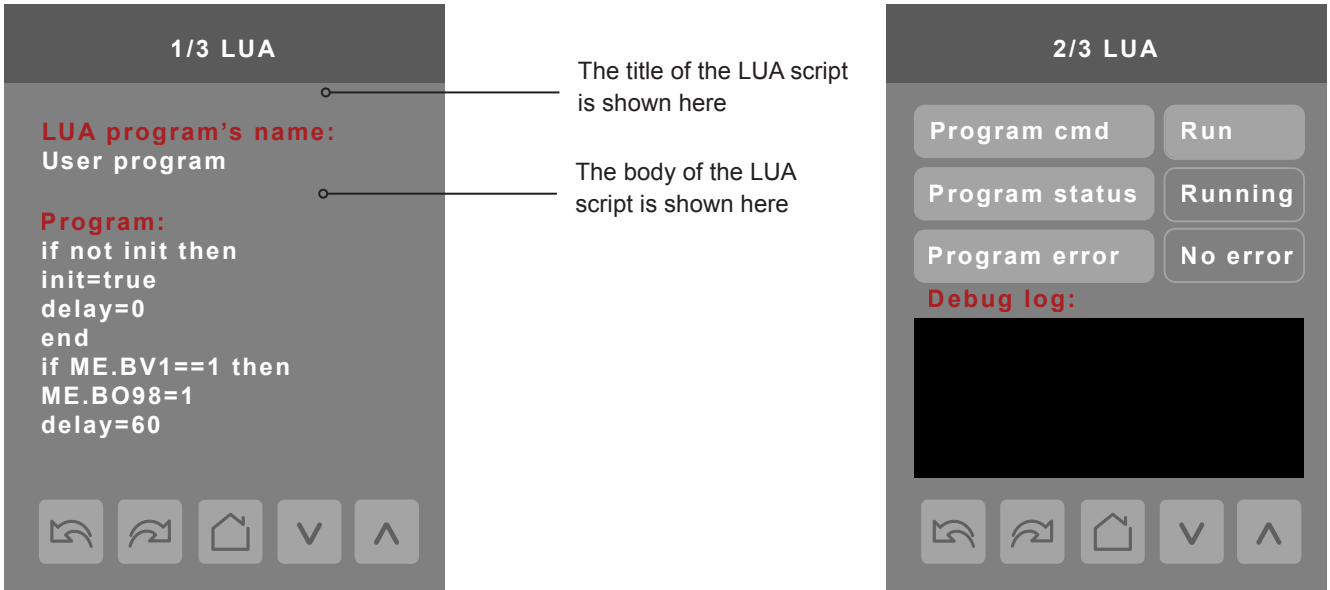 1/3 LUA
LUA program's name:
User program
Program:
if not init then
init=true
delay=0
end
if ME.BV1==1 then
ME.BO98=1
delay=60
The title of the LUA script
is shown here
The body of the LUA
script is shown here
2/3 LUA
Program cmd Run
Program status Running
Program error No error
Debug log: